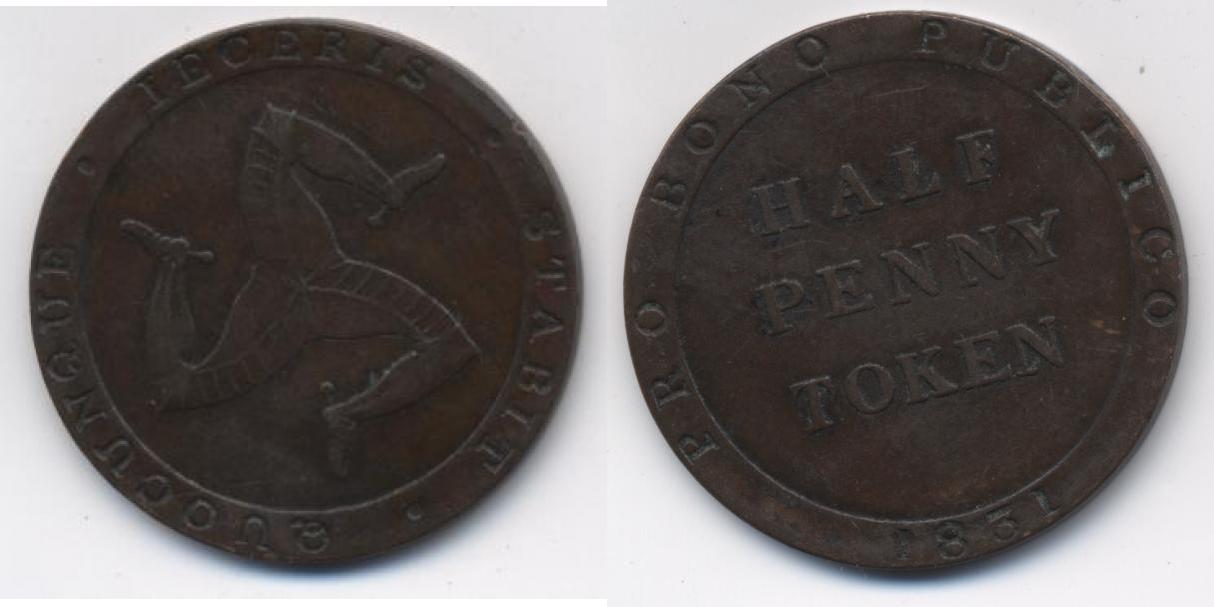 QUOCUNQUE · IECERIS · STABIT ·
PRO BONO PUBLICO
HALF
PENNY
TOKEN
1831